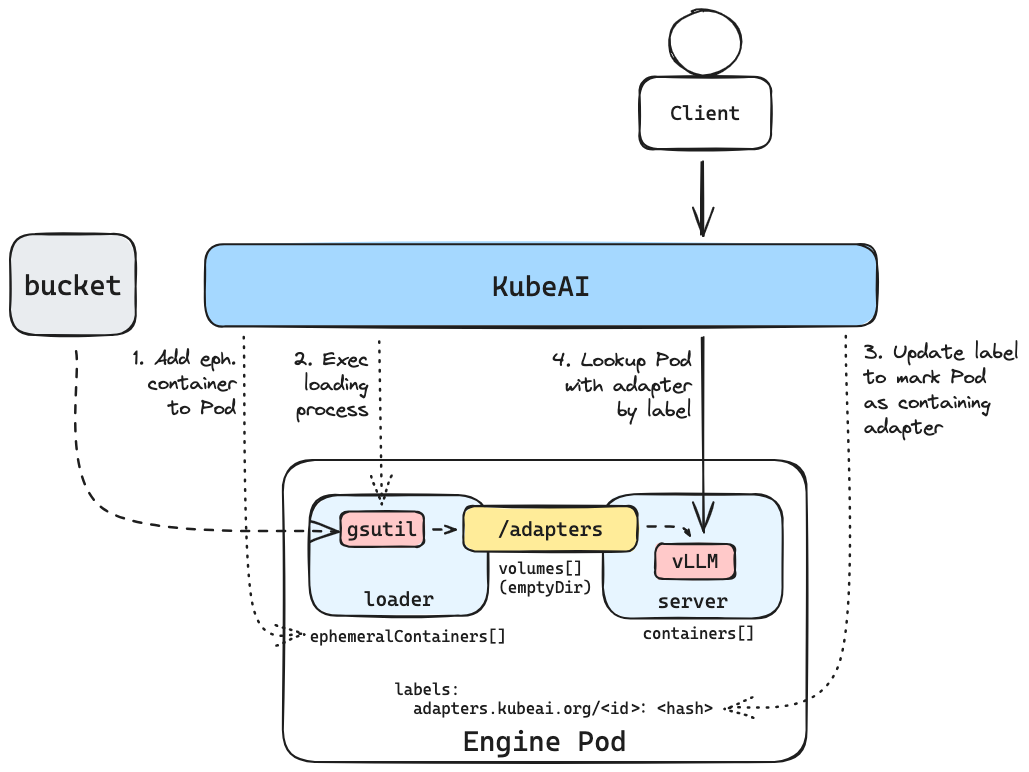 Client
bucket
KubeAI
1. Add eph.
container
to Pod
2. Exec
loading
process
4. Lookup Pod
with adapter
by label
3. Update label
to mark Pod
as containing
adapter
gsutil
/adapters
vLLM
volumes[]
(emptyDir)
loader
server
ephemeralContainers[]
containers[]
labels:
adapters.kubeai.org/<id>: <hash>
Engine Pod